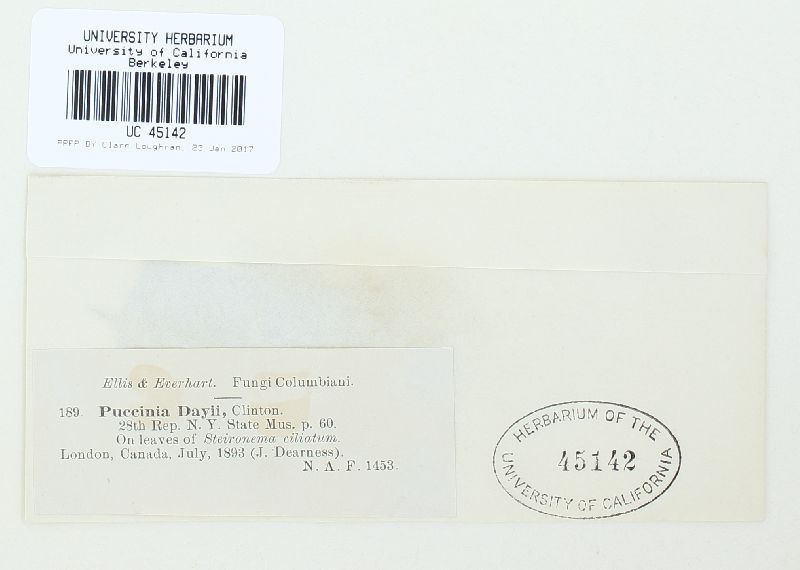 UNIVERSITY HERBARIUM
University of California
Berkeley
UC 45142
PREP BY Clare Loughran, 23 Jan 2017
Ellis & Everhart. Fungi Columbiani.
189. Puccinia Dayii, Clinton.
28th Rep. N. Y. State Mus. p. 60.
On leaves of Steironema ciliatum.
London, Canada, July, 1893 (J. Dearness).
N. A. F. 1453.
HERBARIUM OF THE
45142
UNIVERSITY OF CALIFORNIA